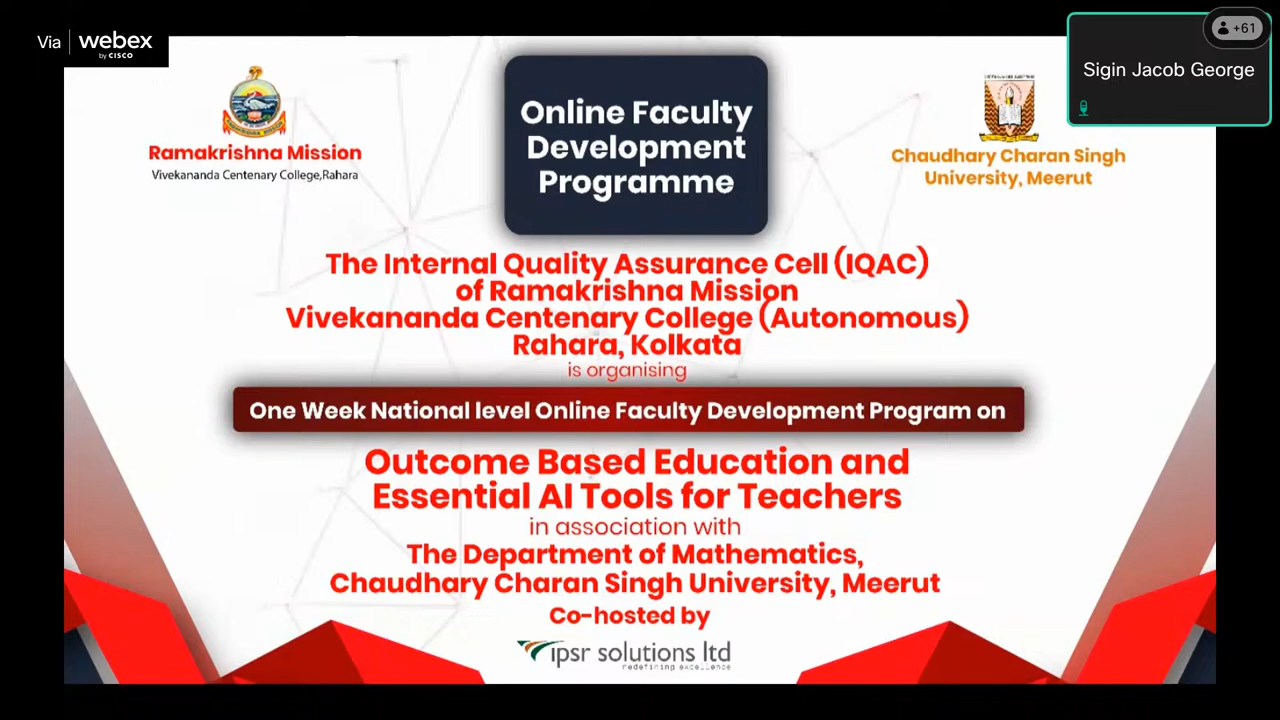 Via webex
by CISCO
+61
Sigin Jacob George
Ramakrishna Mission
Vivekananda Centenary College,Rahara
Online Faculty
Development
Programme
Chaudhary Charan Singh
University, Meerut
The Internal Quality Assurance Cell (IQAC)
of Ramakrishna Mission
Vivekananda Centenary College (Autonomous)
Rahara, Kolkata
is organising
One Week National level Online Faculty Development Program on
Outcome Based Education and
Essential AI Tools for Teachers
in association with
The Department of Mathematics,
Chaudhary Charan Singh University, Meerut
Co-hosted by
ipsr solutions ltd
redefining excellence